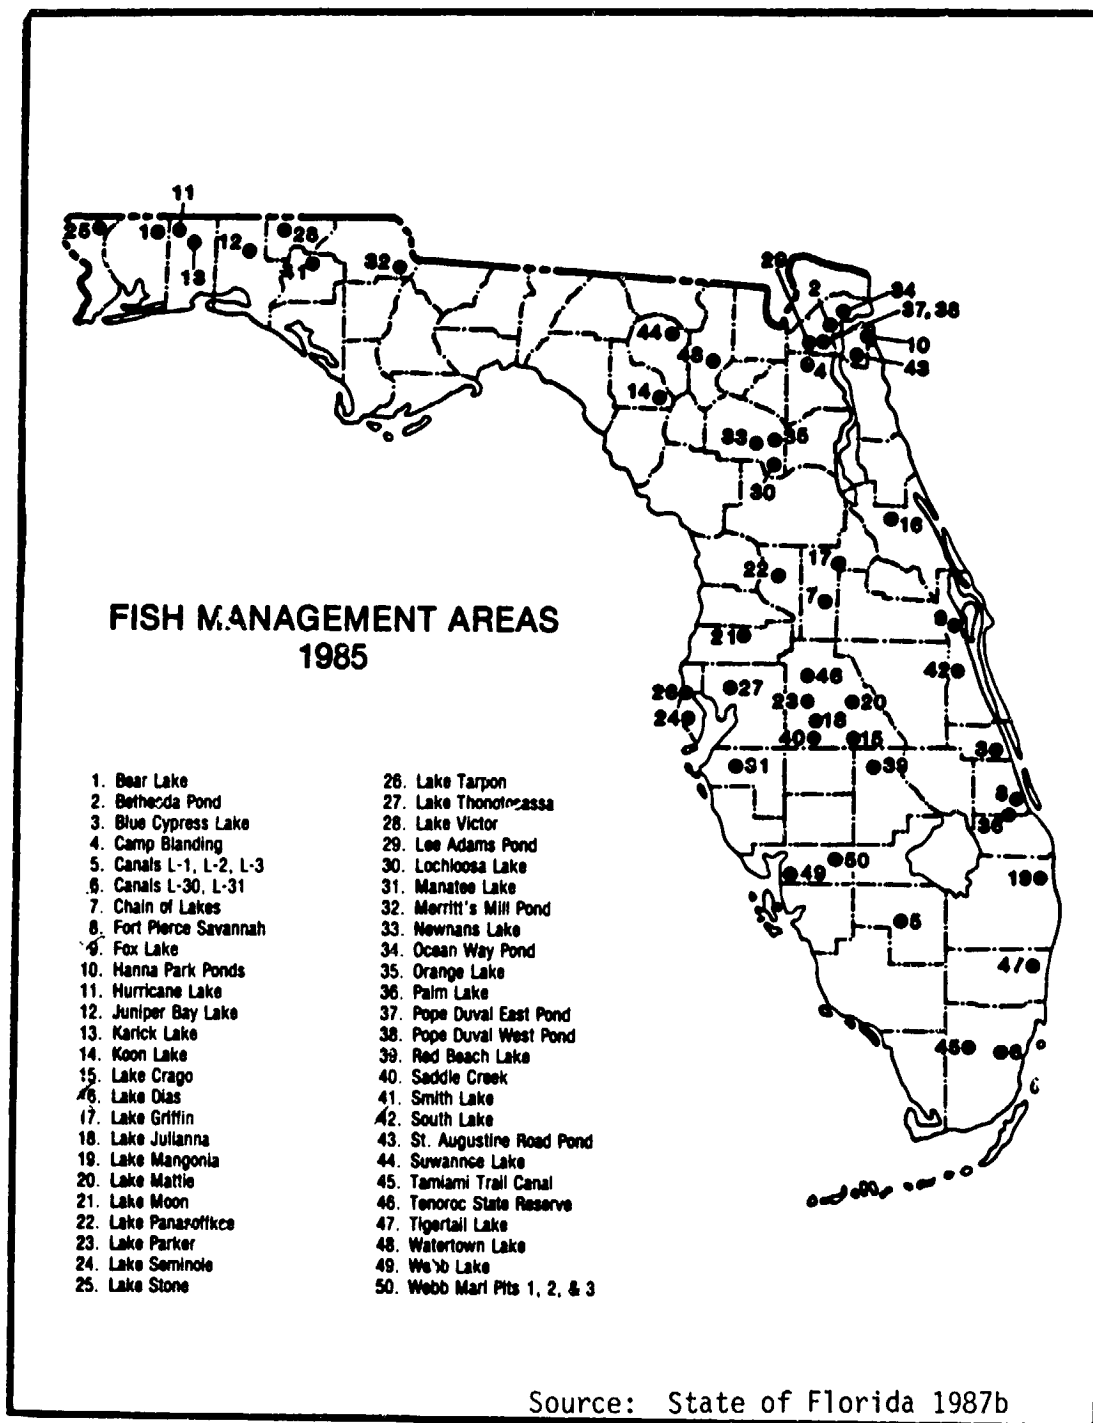 11
25
1
13
12
28
41
32
29
2
34
37, 38
10
43
4
44
48
14
33
35
30
16
17
22
7
9
21
42
46
26
27
23
20
24
18
40
15
3
31
39
8
36
50
49
19
5
47
45
6
FISH MANAGEMENT AREAS
1985
1. Bear Lake
2. Bethesda Pond
3. Blue Cypress Lake
4. Camp Blanding
5. Canals L-1, L-2, L-3
6. Canals L-30, L-31
7. Chain of Lakes
8. Fort Pierce Savannah
9. Fox Lake
10. Hanna Park Ponds
11. Hurricane Lake
12. Juniper Bay Lake
13. Karick Lake
14. Koon Lake
15. Lake Crago
16. Lake Dias
17. Lake Griffin
18. Lake Julianna
19. Lake Mangonia
20. Lake Mattie
21. Lake Moon
22. Lake Panasoffkee
23. Lake Parker
24. Lake Seminole
25. Lake Stone
26. Lake Tarpon
27. Lake Thonotosassa
28. Lake Victor
29. Lee Adams Pond
30. Lochloosa Lake
31. Manatee Lake
32. Merritt's Mill Pond
33. Newnans Lake
34. Ocean Way Pond
35. Orange Lake
36. Palm Lake
37. Pope Duval East Pond
38. Pope Duval West Pond
39. Red Beach Lake
40. Saddle Creek
41. Smith Lake
42. South Lake
43. St. Augustine Road Pond
44. Suwannee Lake
45. Tamiami Trail Canal
46. Tenoroc State Reserve
47. Tigertail Lake
48. Watertown Lake
49. Webb Lake
50. Webb Marl Pits 1, 2, & 3
Source: State of Florida 1987b